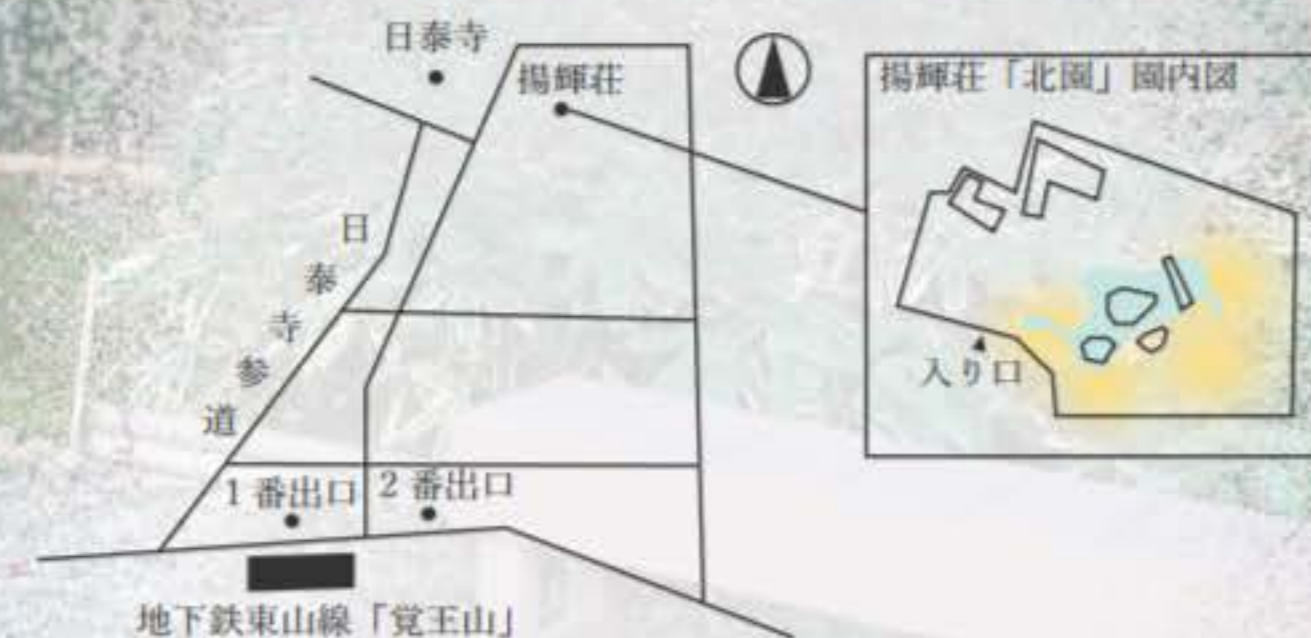 日泰寺
揚輝荘
揚輝荘「北園」園内図
日泰寺参道
入り口
1番出口
2番出口
地下鉄東山線「覚王山」